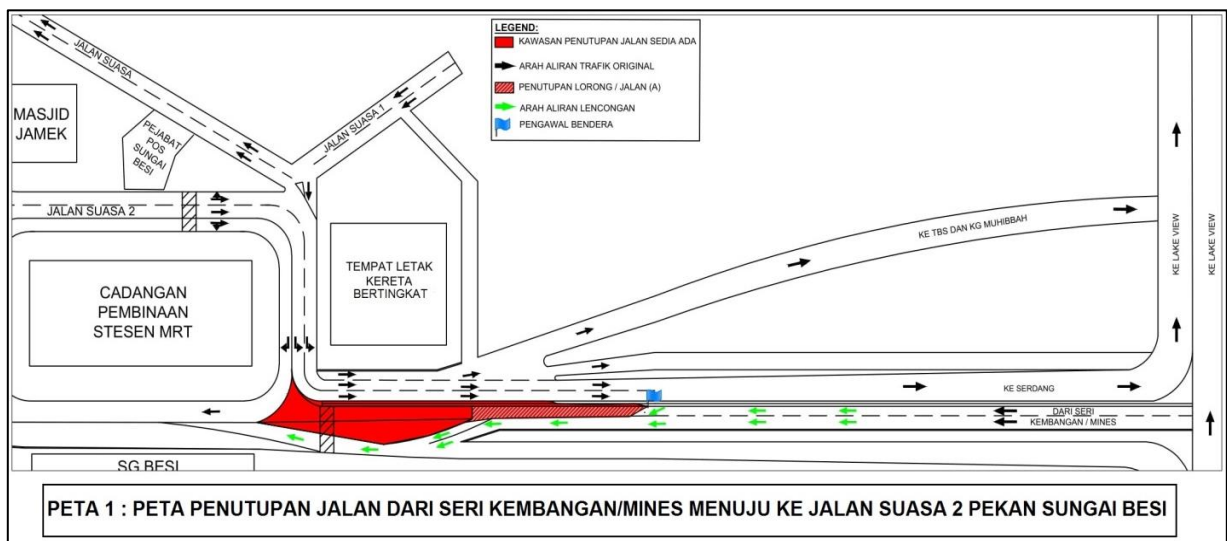 LEGEND:
KAWASAN PENUTUPAN JALAN SEDIA ADA
ARAH ALIRAN TRAFIK ORIGINAL
PENUTUPAN LORONG / JALAN (A)
ARAH ALIRAN LENCONGAN
PENGAWAL BENDERA
JALAN SUASA
MASJID
JAMEK
PEJABAT
POS
SUNGAI
BESI
JALAN SUASA 1
JALAN SUASA 2
TEMPAT LETAK
KERETA
BERTINGKAT
CADANGAN
PEMBINAAN
STESEN MRT
KE TBS DAN KG MUHIBBAH
KE LAKE VIEW
KE LAKE VIEW
KE SERDANG
DARI SERI
KEMBANGAN / MINES
SG BESI
PETA 1 : PETA PENUTUPAN JALAN DARI SERI KEMBANGAN/MINES MENUJU KE JALAN SUASA 2 PEKAN SUNGAI BESI